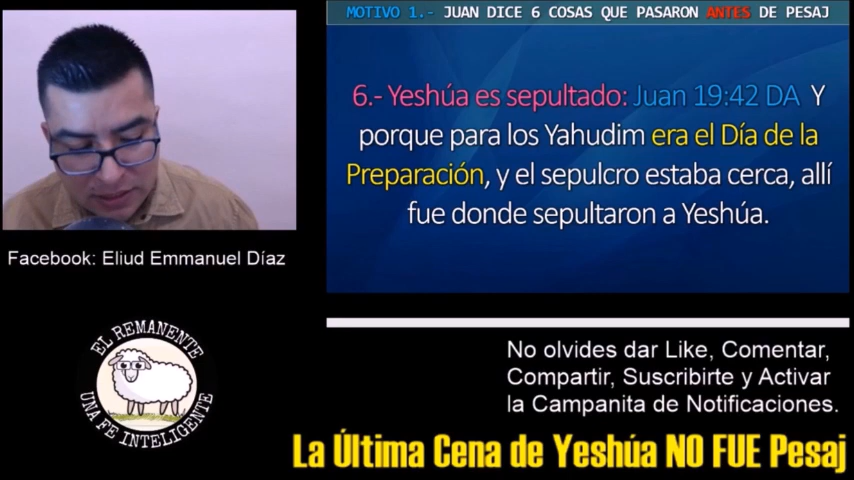 MOTIVO 1.- JUAN DICE 6 COSAS QUE PASARON ANTES DE PESAJ
6.- Yeshúa es sepultado: Juan 19:42 DA Y
porque para los Yahudim era el Día de la
Preparación, y el sepulcro estaba cerca, allí
fue donde sepultaron a Yeshúa.
Facebook: Eliud Emmanuel Díaz
EL REMANENTE
UNA FE INTELIGENTE
No olvides dar Like, Comentar,
Compartir, Suscribirte y Activar
la Campanita de Notificaciones.
La Última Cena de Yeshúa NO FUE Pesaj